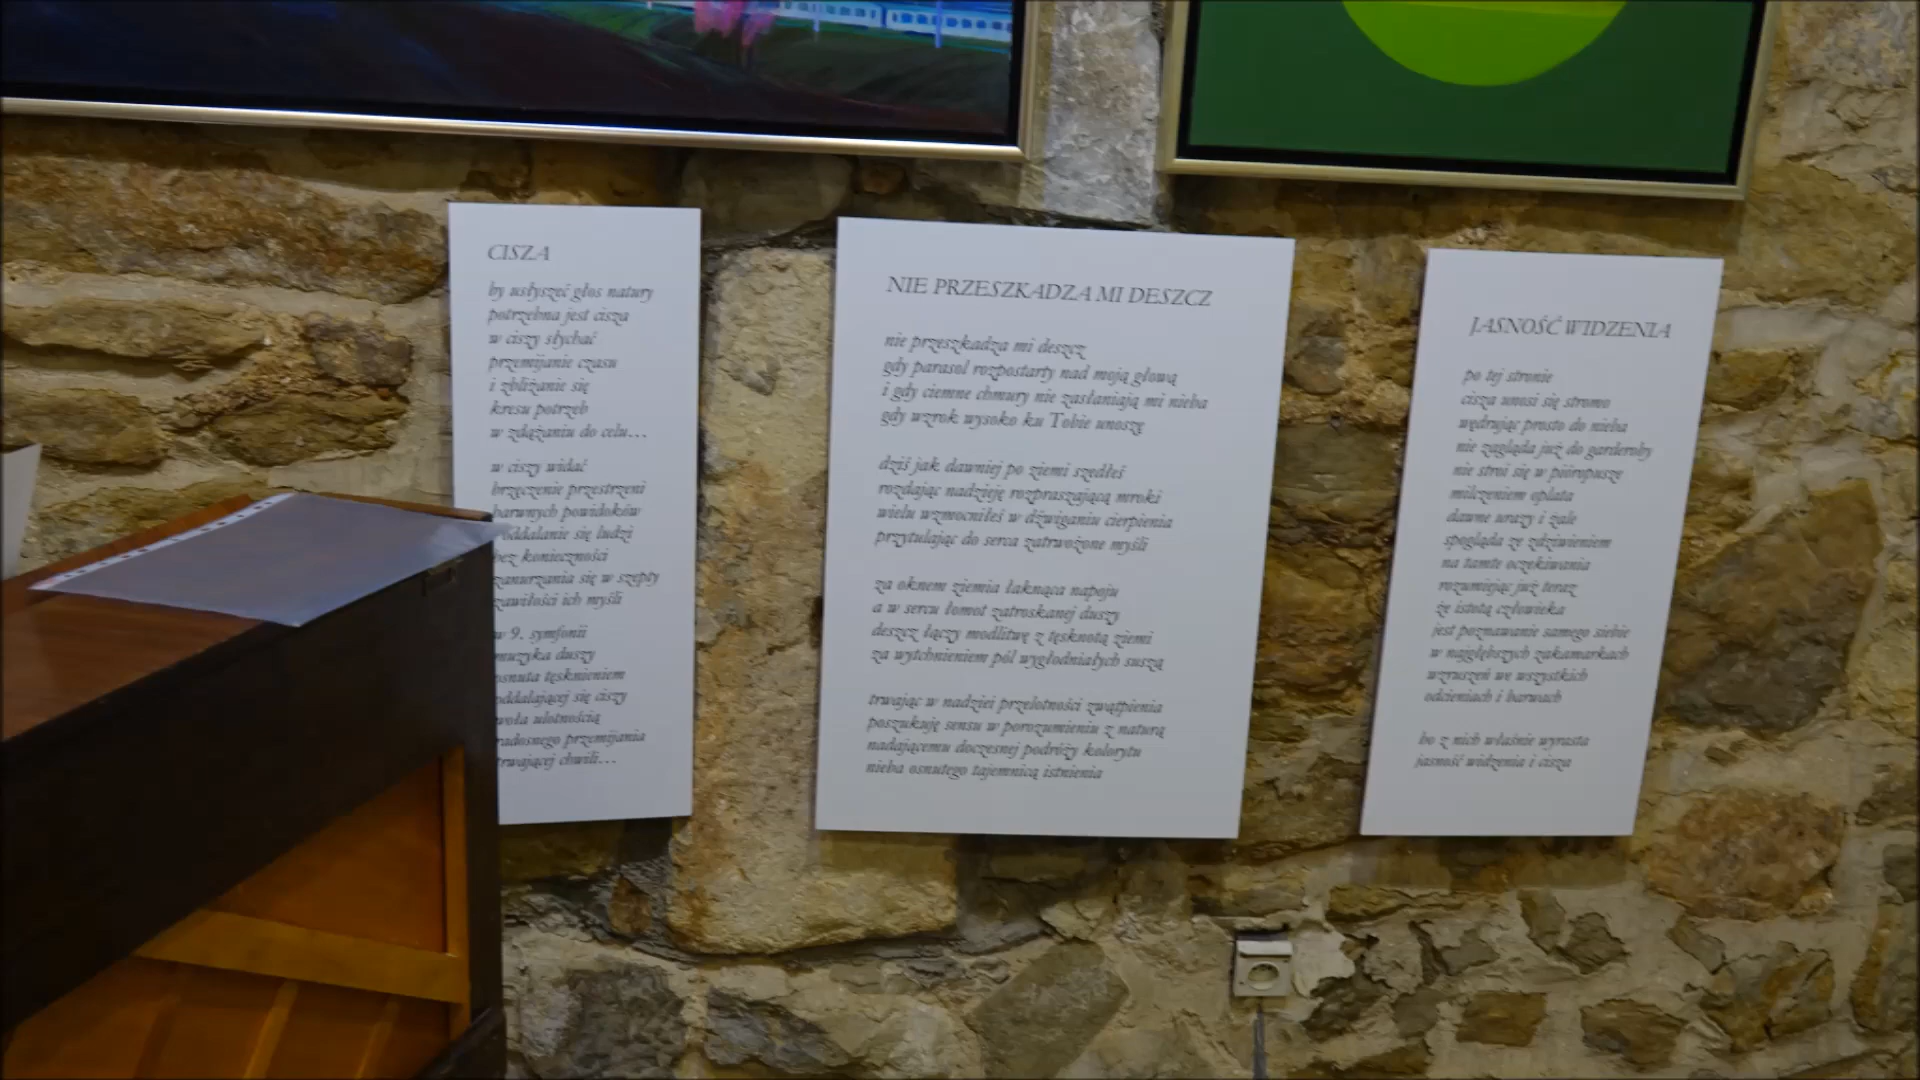 CISZA
by usłyszeć głos natury
potrzebna jest cisza
w ciszy słychać
przemijanie czasu
i zbliżanie się
kresu potrzeb
w zdążaniu do celu…
w ciszy widać
brzęczenie przestrzeni
barwnych powidoków
oddalanie się ludzi
bez konieczności
zanurzania się w szepty
zawiłości ich myśli
w 9. symfonii
muzyka duszy
osnuta tęsknieniem
oddalającej się ciszy
woła ulotnością
radosnego przemijania
trwającej chwili…
NIE PRZESZKADZA MI DESZCZ
nie przeszkadza mi deszcz
gdy parasol rozpostarty nad moją głową
i gdy ciemne chmury nie zasłaniają mi nieba
gdy wzrok wysoko ku Tobie unoszę
dziś jak dawniej po ziemi szedłeś
rozdając nadzieję rozpraszającą mroki
wielu wzmocniłeś w dźwiganiu cierpienia
przytulając do serca zatrwożone myśli
za oknem ziemia łaknąca napoju
a w sercu łomot zatroskanej duszy
deszcz łączy modlitwę z tęsknotą ziemi
za wytchnieniem pól wygłodniałych suszą
trwając w nadziei przelotności zwątpienia
poszukuję sensu w porozumieniu z naturą
nadającemu doczesnej podróży kolorytu
nieba osnutego tajemnicą istnienia
JASNOŚĆ WIDZENIA
po tej stronie
cisza unosi się stromo
wędrując prosto do nieba
nie zagląda już do garderoby
nie stroi się w pióropusze
milczeniem oplata
dawne urazy i żale
spogląda ze zdziwieniem
na tamte oczekiwania
rozumiejąc już teraz
że istotą człowieka
jest poznawanie samego siebie
w najgłębszych zakamarkach
wzruszeń we wszystkich
odcieniach i barwach
bo z nich właśnie wyrasta
jasność widzenia i cisza